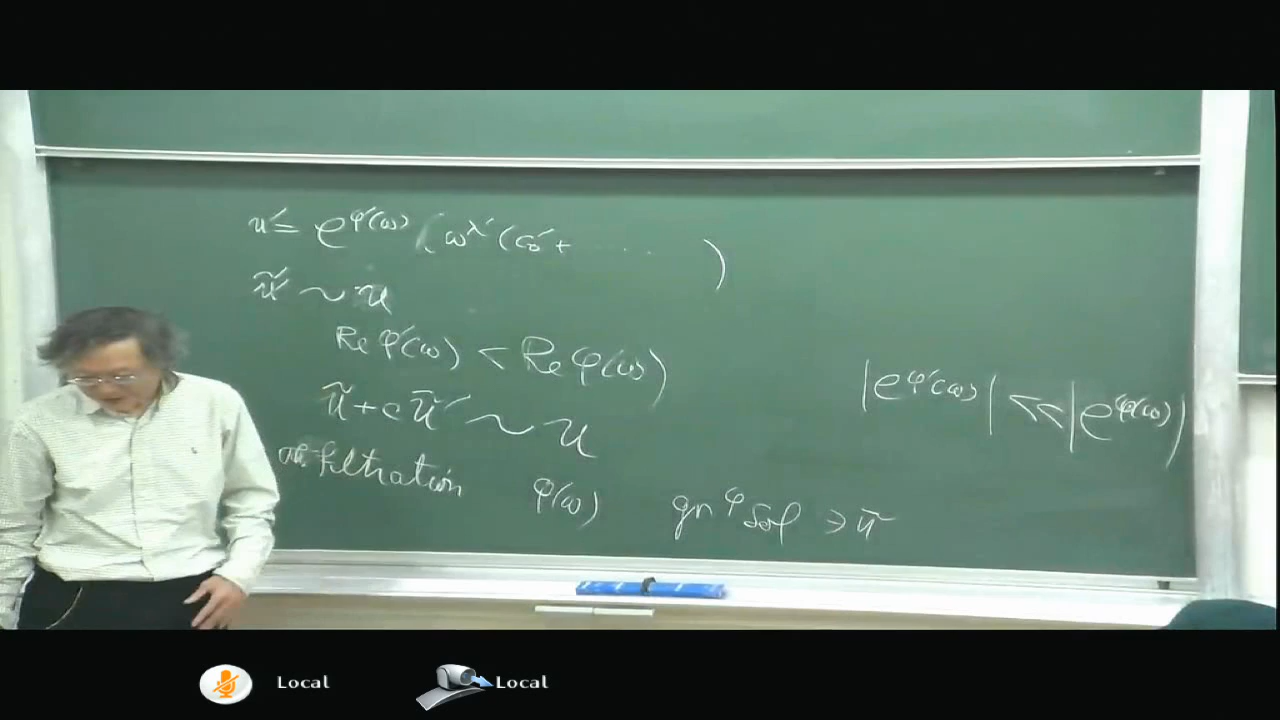 u′ = e^{φ′(ω)} (ω^{λ′} (c₀′ + ⋯ ⋯ )
ũ′ ∼ u
Re φ′(ω) < Re φ(ω)
|e^{φ′(ω)}| << |e^{φ(ω)}|
ũ + c ũ′ ∼ u
filtration φ(ω) gr^φ Sol ∋ ũ
Local Local